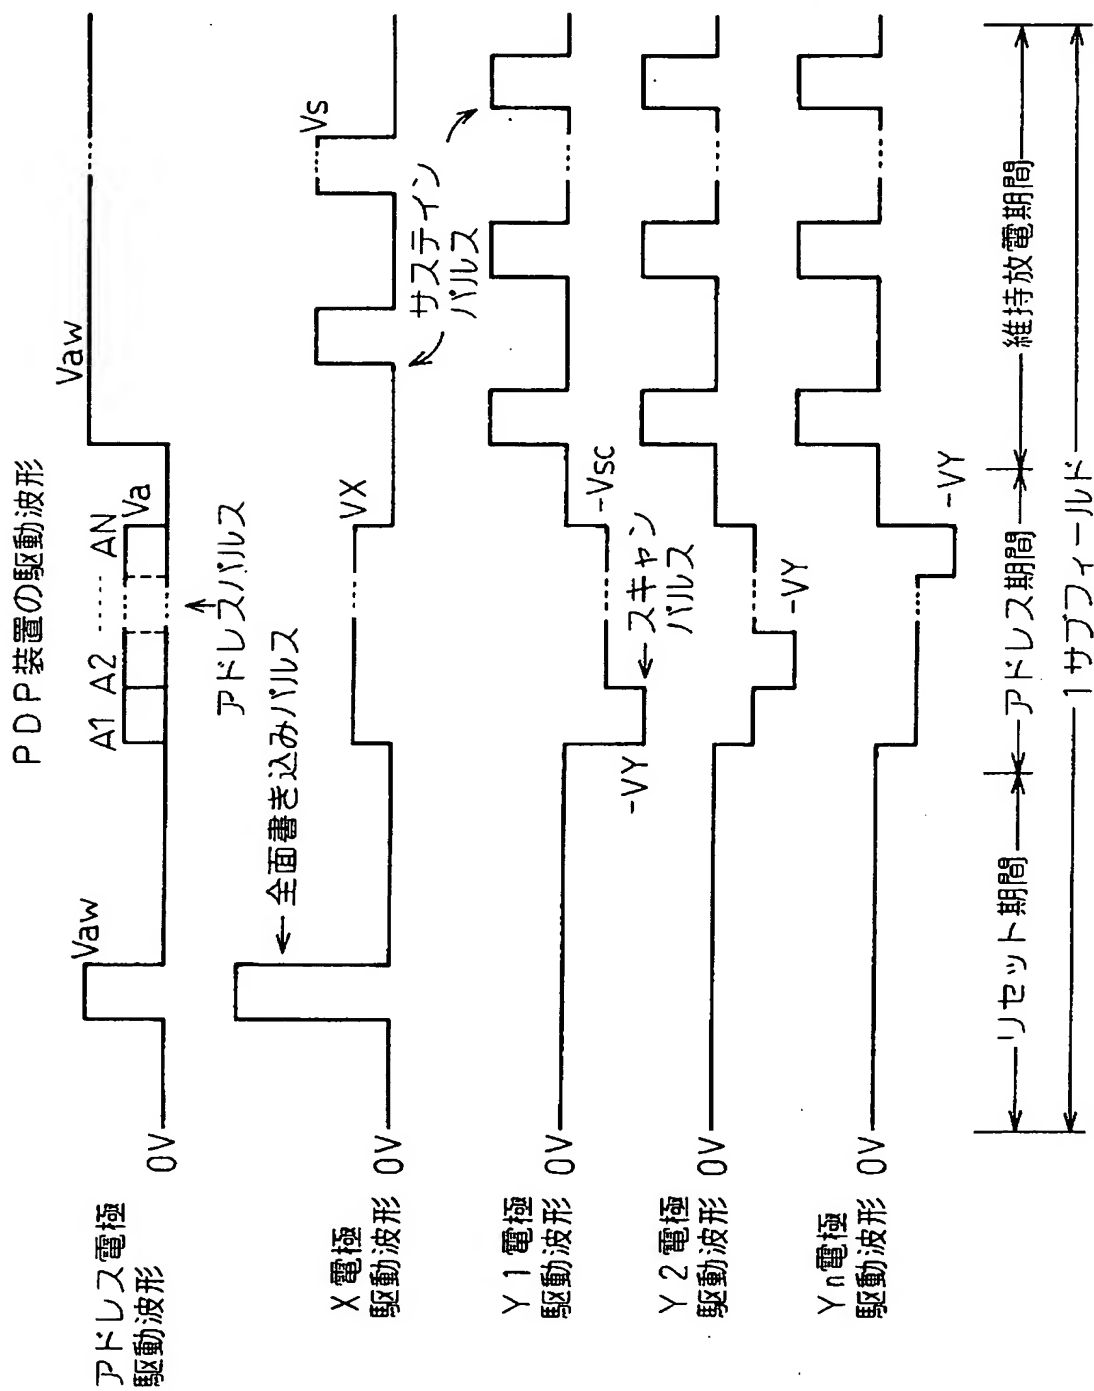 PDP装置の駆動波形
アドレス電極
駆動波形
0V
Vaw
A1 A2 ‥‥‥ AN
Va
Vaw
アドレスパルス
X電極
駆動波形
0V
全面書き込みパルス
VX
Vs
サステイン
パルス
Y1電極
駆動波形
0V
-VY
-Vsc
スキャン
パルス
Y2電極
駆動波形
0V
-VY
Yn電極
駆動波形
0V
-VY
リセット期間
アドレス期間
維持放電期間
1サブフィールド